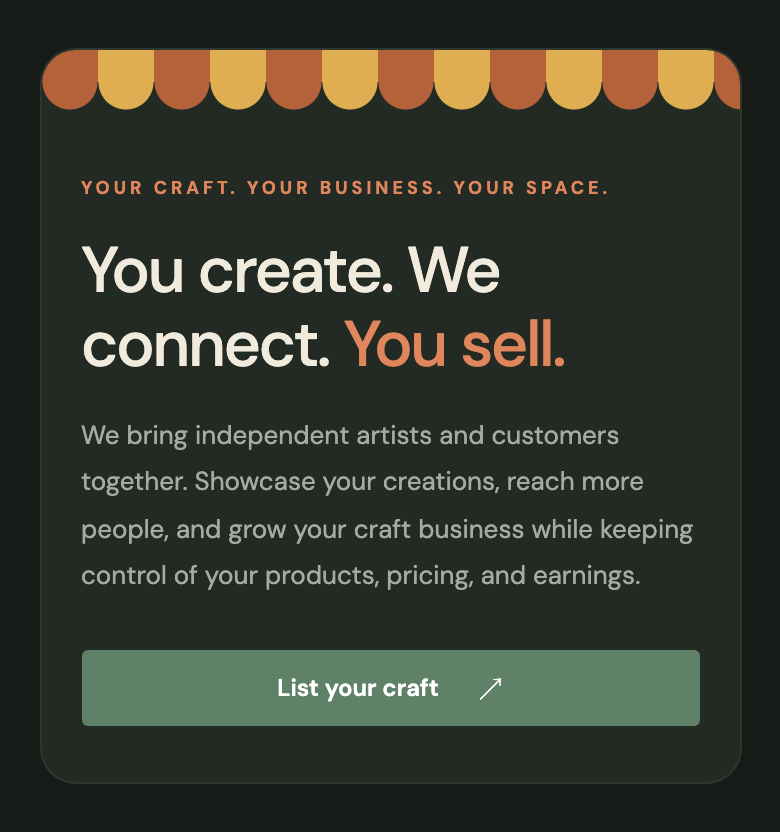 YOUR CRAFT. YOUR BUSINESS. YOUR SPACE.
You create. We
connect. You sell.
We bring independent artists and customers
together. Showcase your creations, reach more
people, and grow your craft business while keeping
control of your products, pricing, and earnings.
List your craft ↗